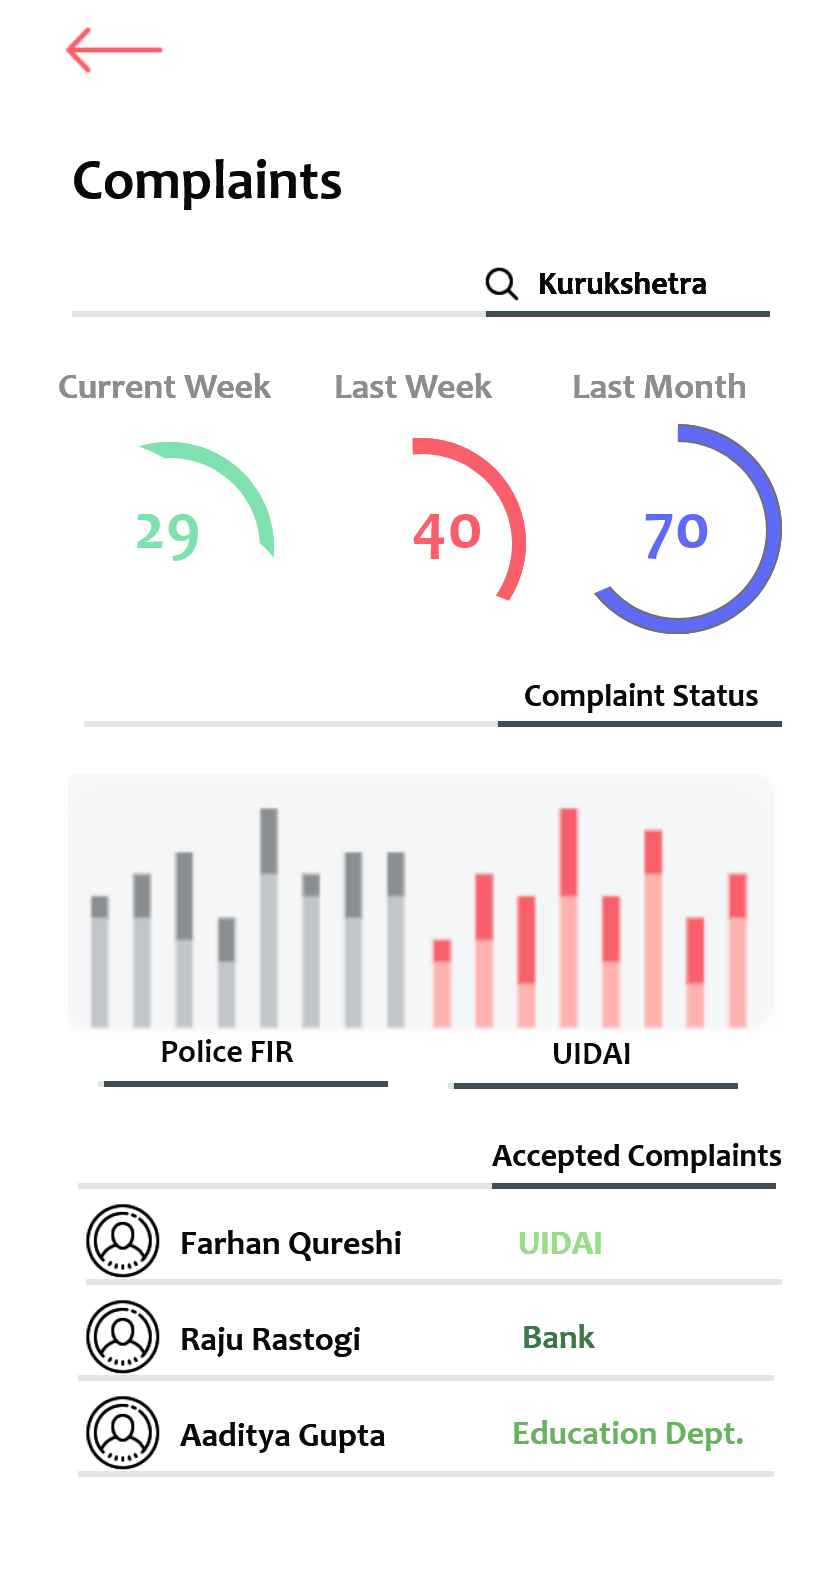 Complaints
Kurukshetra
Current Week Last Week Last Month
29 40 70
Complaint Status
Police FIR UIDAI
Accepted Complaints
Farhan Qureshi UIDAI
Raju Rastogi Bank
Aaditya Gupta Education Dept.